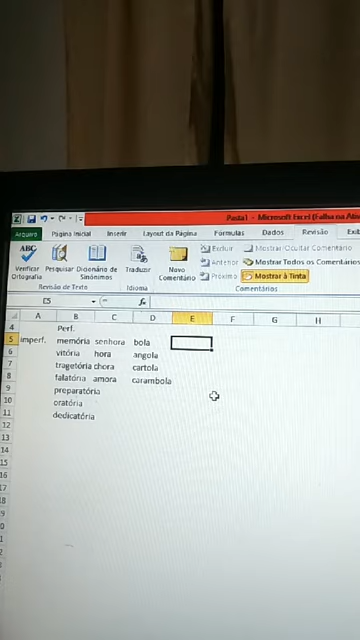 Pasta1 - Microsoft Excel (Falha na Ativ
Arquivo Página Inicial Inserir Layout da Página Fórmulas Dados Revisão Exib
ABC
Verificar Ortografia Pesquisar Dicionário de Sinônimos Traduzir Novo Comentário
Excluir Mostrar/Ocultar Comentário
Anterior Mostrar Todos os Comentários
Próximo Mostrar à Tinta
Revisão de Texto Idioma Comentários
E5 fx
A B C D E F G H
4 Perf.
5 imperf. memória senhora bola
6 vitória hora angola
7 tragetória chora cartola
8 falatória amora carambola
9 preparatória
10 oratória
11 dedicatória
12
13
14
15
16
17
18
19